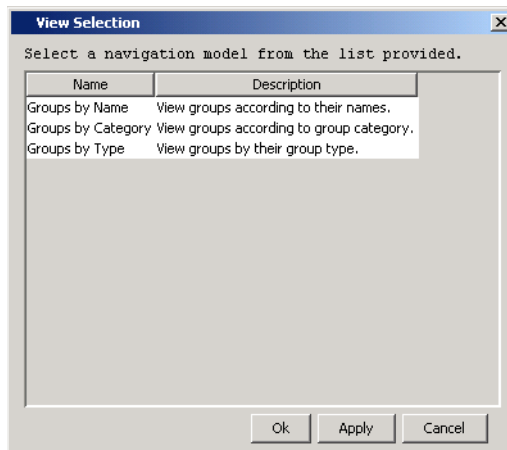 View Selection
Select a navigation model from the list provided.
Name Description
Groups by Name View groups according to their names.
Groups by Category View groups according to group category.
Groups by Type View groups by their group type.
Ok Apply Cancel